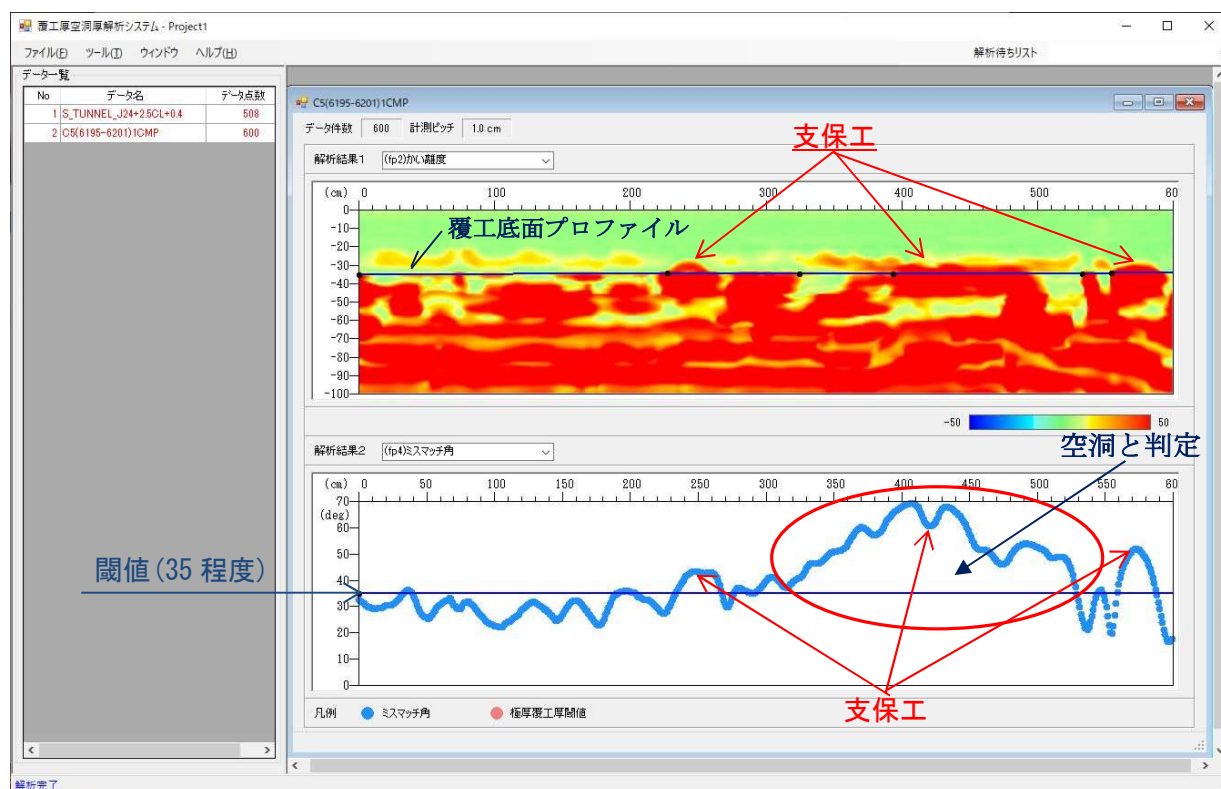 覆工厚空洞厚解析システム - Project1
ファイル(F) ツール(T) ウィンドウ ヘルプ(H) 解析待ちリスト
データ一覧
No データ名 データ点数
1 S_TUNNEL_J24+2.5CL+0.4 508
2 C5(6195-6201)1CMP 600
C5(6195-6201)1CMP
データ件数 600 計測ピッチ 1.0 cm
支保工
解析結果1 (fp2)かい離度
(cm) 0 100 200 300 400 500 60
0
-10
覆工底面プロファイル
-20
-30
-40
-50
-60
-70
-80
-90
-100
-50 50
空洞と判定
解析結果2 (fp4)ミスマッチ角
(cm) 0 50 100 150 200 250 300 350 400 450 500 550 60
70
(deg)
60
50
閾値(35 程度)
40
30
20
10
0
支保工
凡例 ミスマッチ角 極厚覆工厚閾値
解析完了